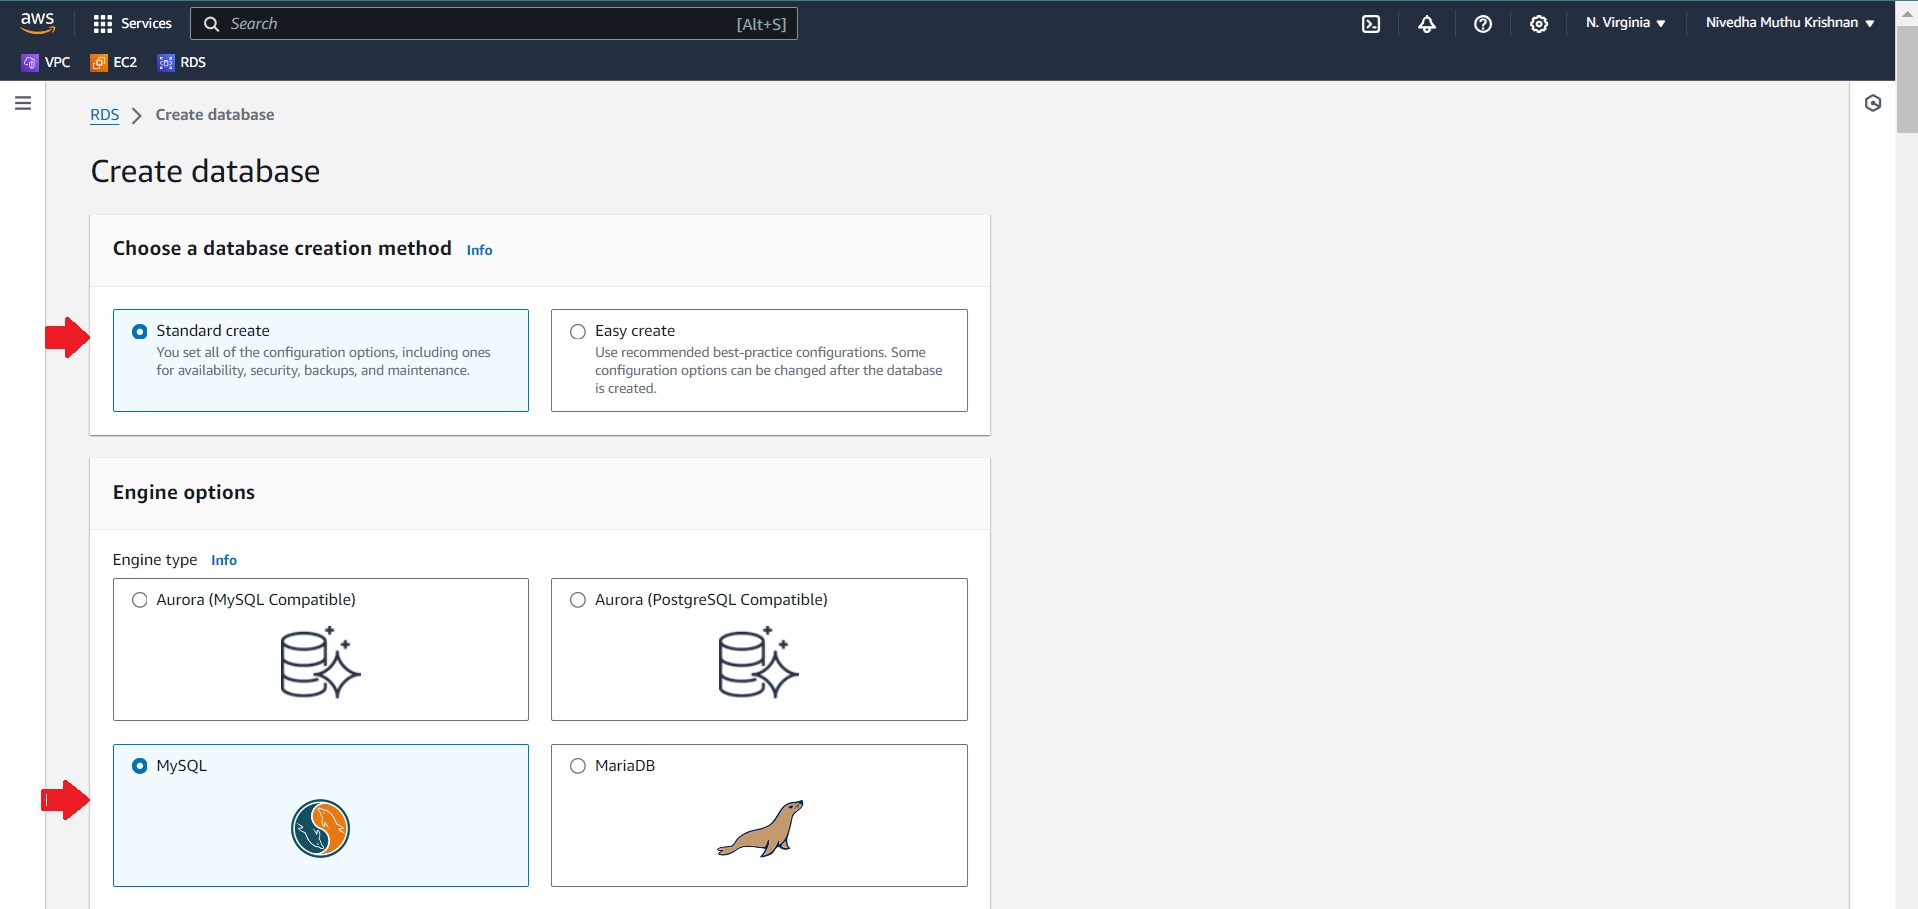 aws
Services
Search
[Alt+S]
N. Virginia
Nivedha Muthu Krishnan
VPC
EC2
RDS
RDS
Create database
Create database
Choose a database creation method Info
Standard create
You set all of the configuration options, including ones
for availability, security, backups, and maintenance.
Easy create
Use recommended best-practice configurations. Some
configuration options can be changed after the database
is created.
Engine options
Engine type Info
Aurora (MySQL Compatible)
Aurora (PostgreSQL Compatible)
MySQL
MariaDB